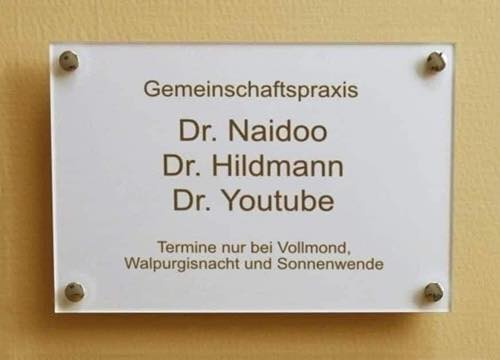 Gemeinschaftspraxis
Dr. Naidoo
Dr. Hildmann
Dr. Youtube
Termine nur bei Vollmond,
Walpurgisnacht und Sonnenwende